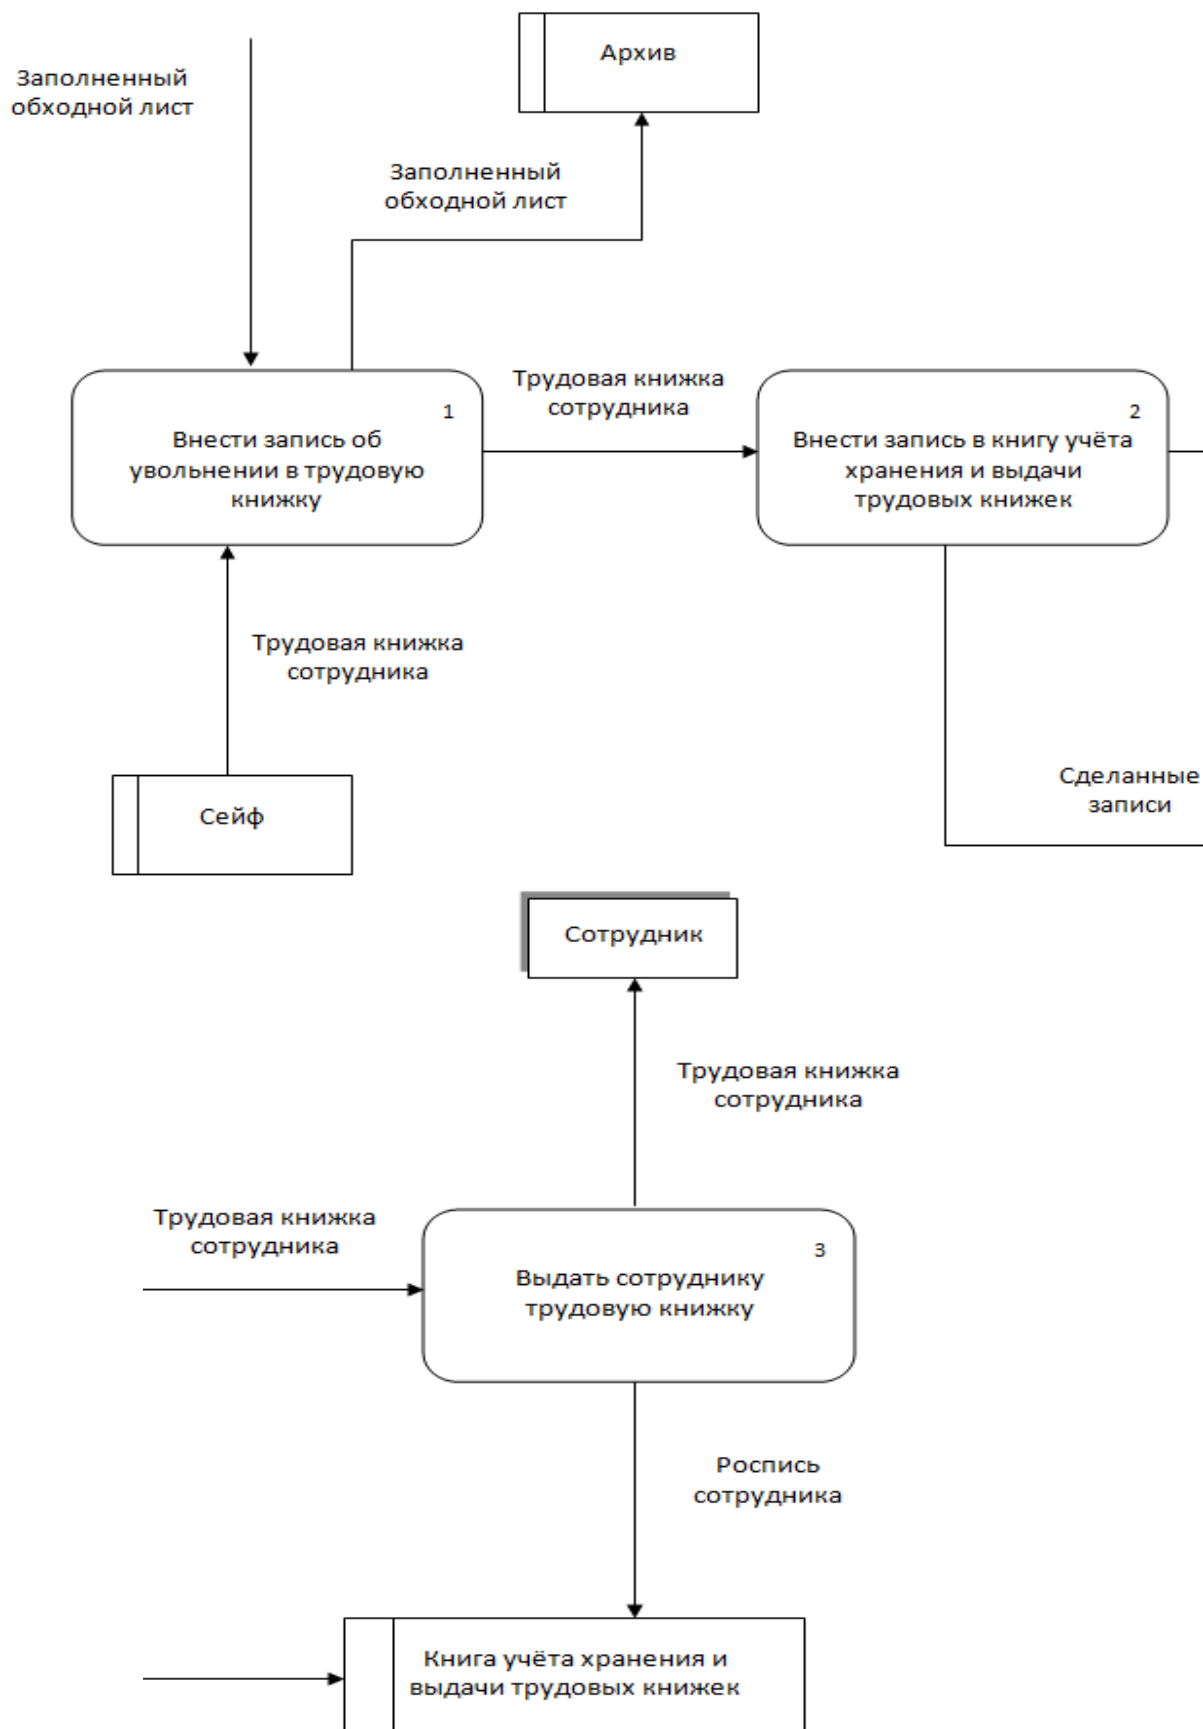 Архив
Заполненный
обходной лист
Заполненный
обходной лист
1
Внести запись об
увольнении в трудовую
книжку
Трудовая книжка
сотрудника
2
Внести запись в книгу учёта
хранения и выдачи
трудовых книжек
Трудовая книжка
сотрудника
Сейф
Сделанные
записи
Сотрудник
Трудовая книжка
сотрудника
Трудовая книжка
сотрудника
3
Выдать сотруднику
трудовую книжку
Роспись
сотрудника
Книга учёта хранения и
выдачи трудовых книжек